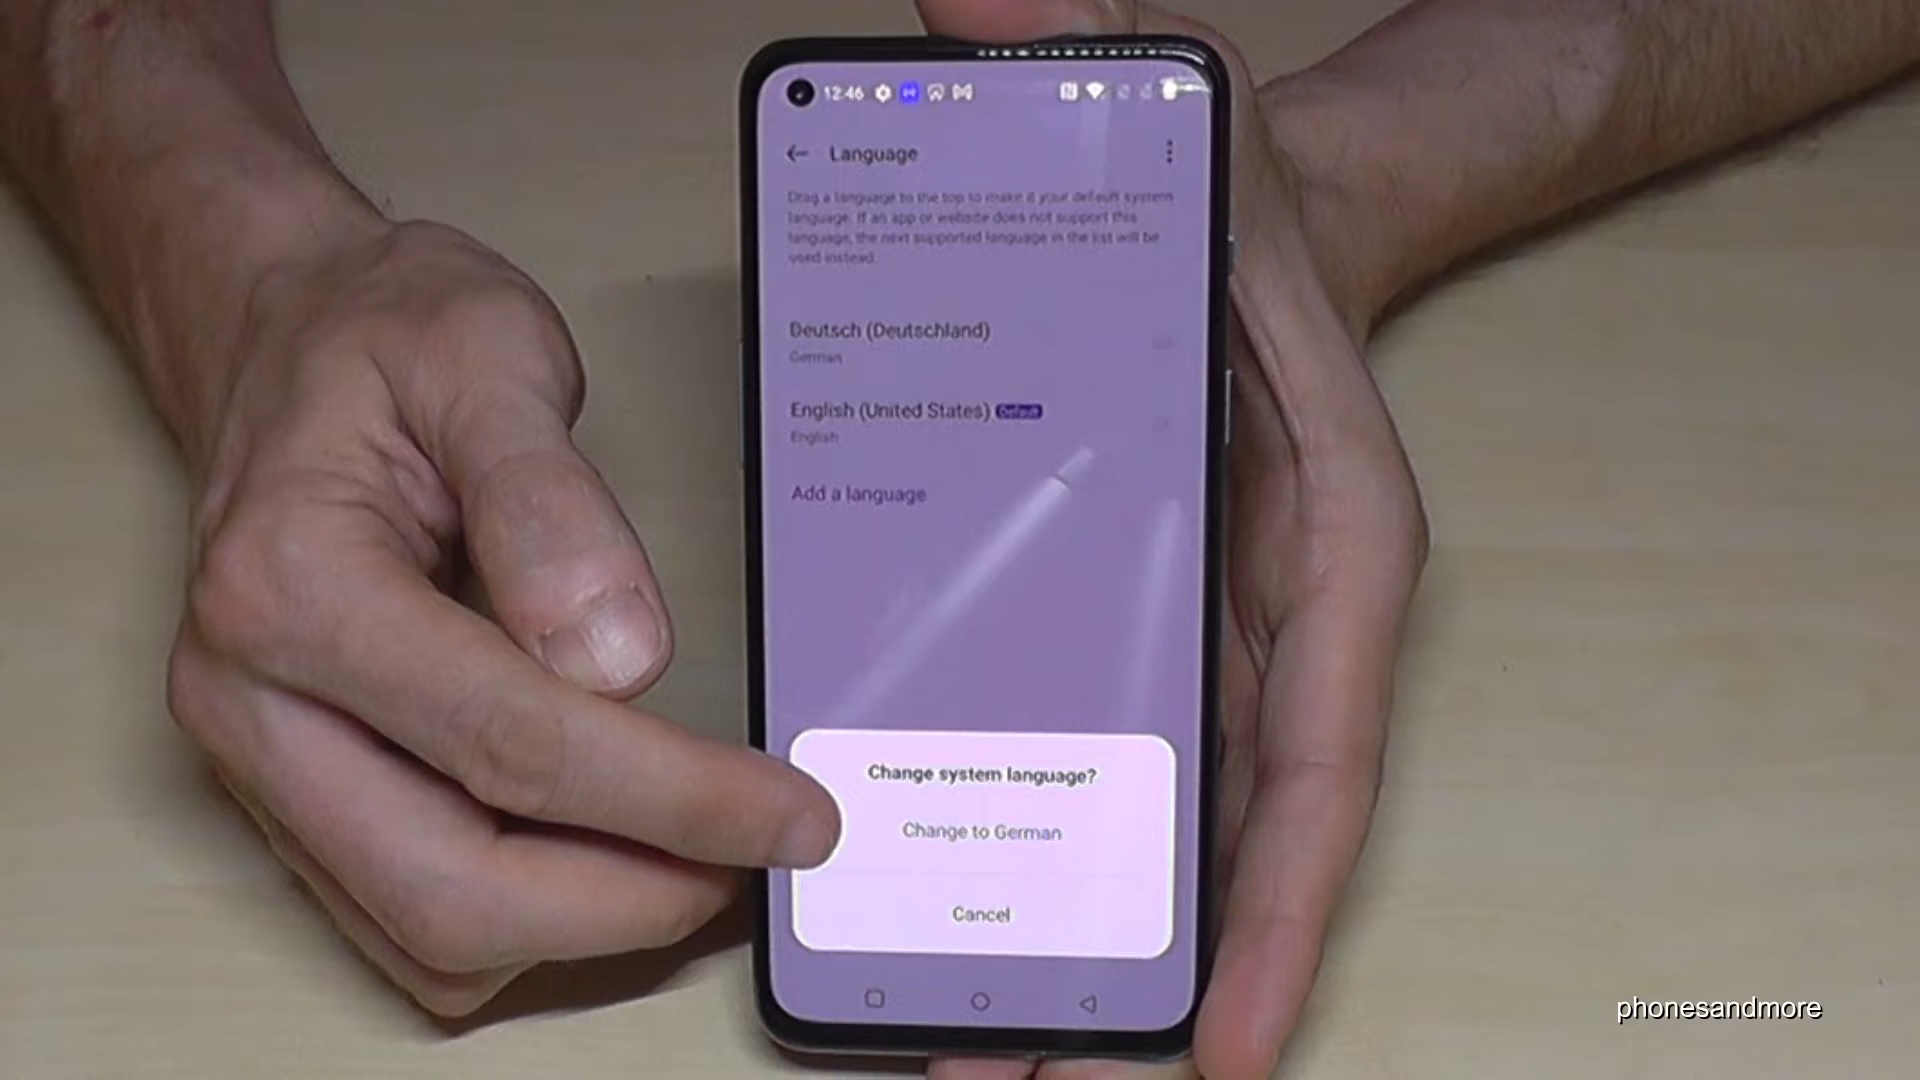 12:46
Language
Drag a language to the top to make it your default system
language. If an app or website does not support this
language, the next supported language in the list will be
used instead.
Deutsch (Deutschland)
German
English (United States) Default
English
Add a language
Change system language?
Change to German
Cancel
phonesandmore